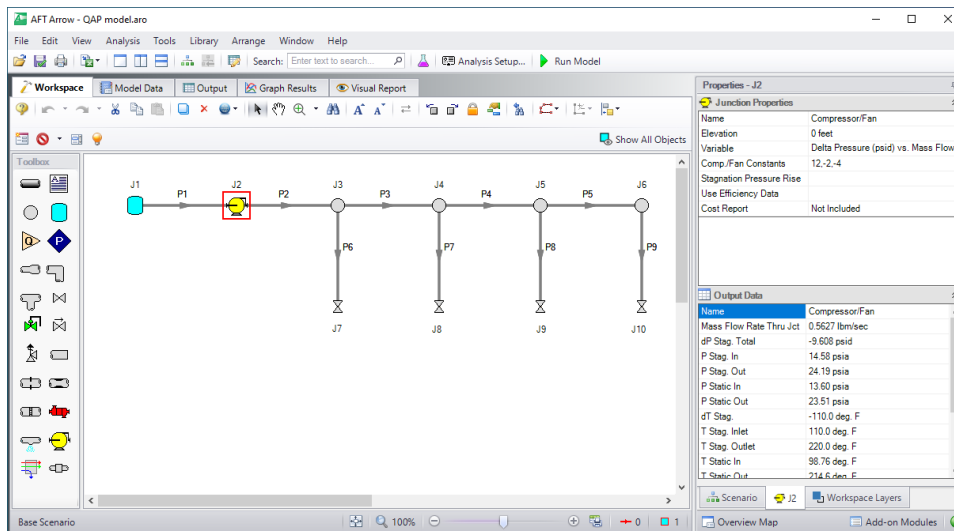 AFT Arrow - QAP model.aro
File Edit View Analysis Tools Library Arrange Window Help
Search: Enter text to search... Analysis Setup... Run Model
Workspace Model Data Output Graph Results Visual Report
Show All Objects
Toolbox
J1 J2 J3 J4 J5 J6
P1 P2 P3 P4 P5
P6 P7 P8 P9
J7 J8 J9 J10
Q P
Properties - J2
Junction Properties
Name Compressor/Fan
Elevation 0 feet
Variable Delta Pressure (psid) vs. Mass Flow
Comp./Fan Constants 12,-2,-4
Stagnation Pressure Rise
Use Efficiency Data
Cost Report Not Included
Output Data
Name Compressor/Fan
Mass Flow Rate Thru Jct 0.5627 lbm/sec
dP Stag. Total -9.608 psid
P Stag. In 14.58 psia
P Stag. Out 24.19 psia
P Static In 13.60 psia
P Static Out 23.51 psia
dT Stag. -110.0 deg. F
T Stag. Inlet 110.0 deg. F
T Stag. Outlet 220.0 deg. F
T Static In 98.76 deg. F
T Static Out 214.6 deg. F
Scenario J2 Workspace Layers
Base Scenario 100% 0 1 Overview Map Add-on Modules